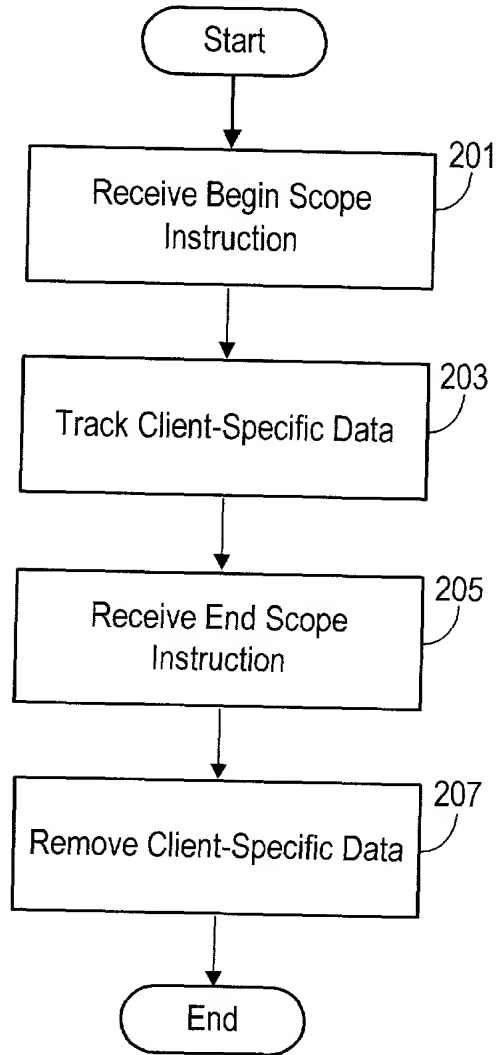 Start
201
Receive Begin Scope
Instruction
203
Track Client-Specific Data
205
Receive End Scope
Instruction
207
Remove Client-Specific Data
End